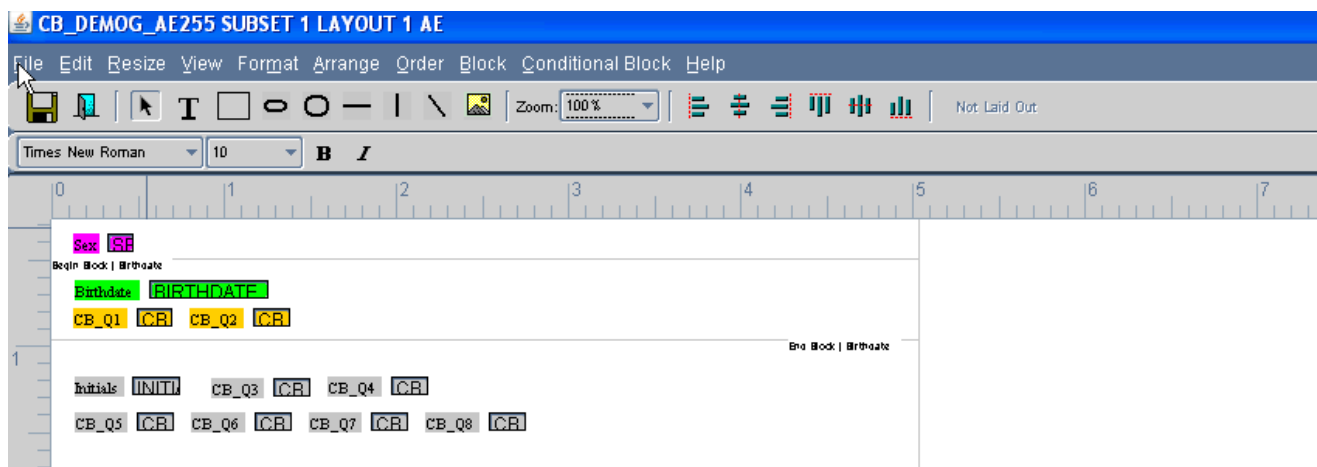 CB_DEMOG_AE255 SUBSET 1 LAYOUT 1 AE
File Edit Resize View Format Arrange Order Block Conditional Block Help
T Zoom: 100% Not Laid Out
Times New Roman 10 B I
0 1 2 3 4 5 6 7
Sex SE
Begin Block | Birthdate
Birthdate BIRTHDATE
CB_Q1 CB CB_Q2 CB
End Block | Birthdate
1
Initials INITI CB_Q3 CB CB_Q4 CB
CB_Q5 CB CB_Q6 CB CB_Q7 CB CB_Q8 CB